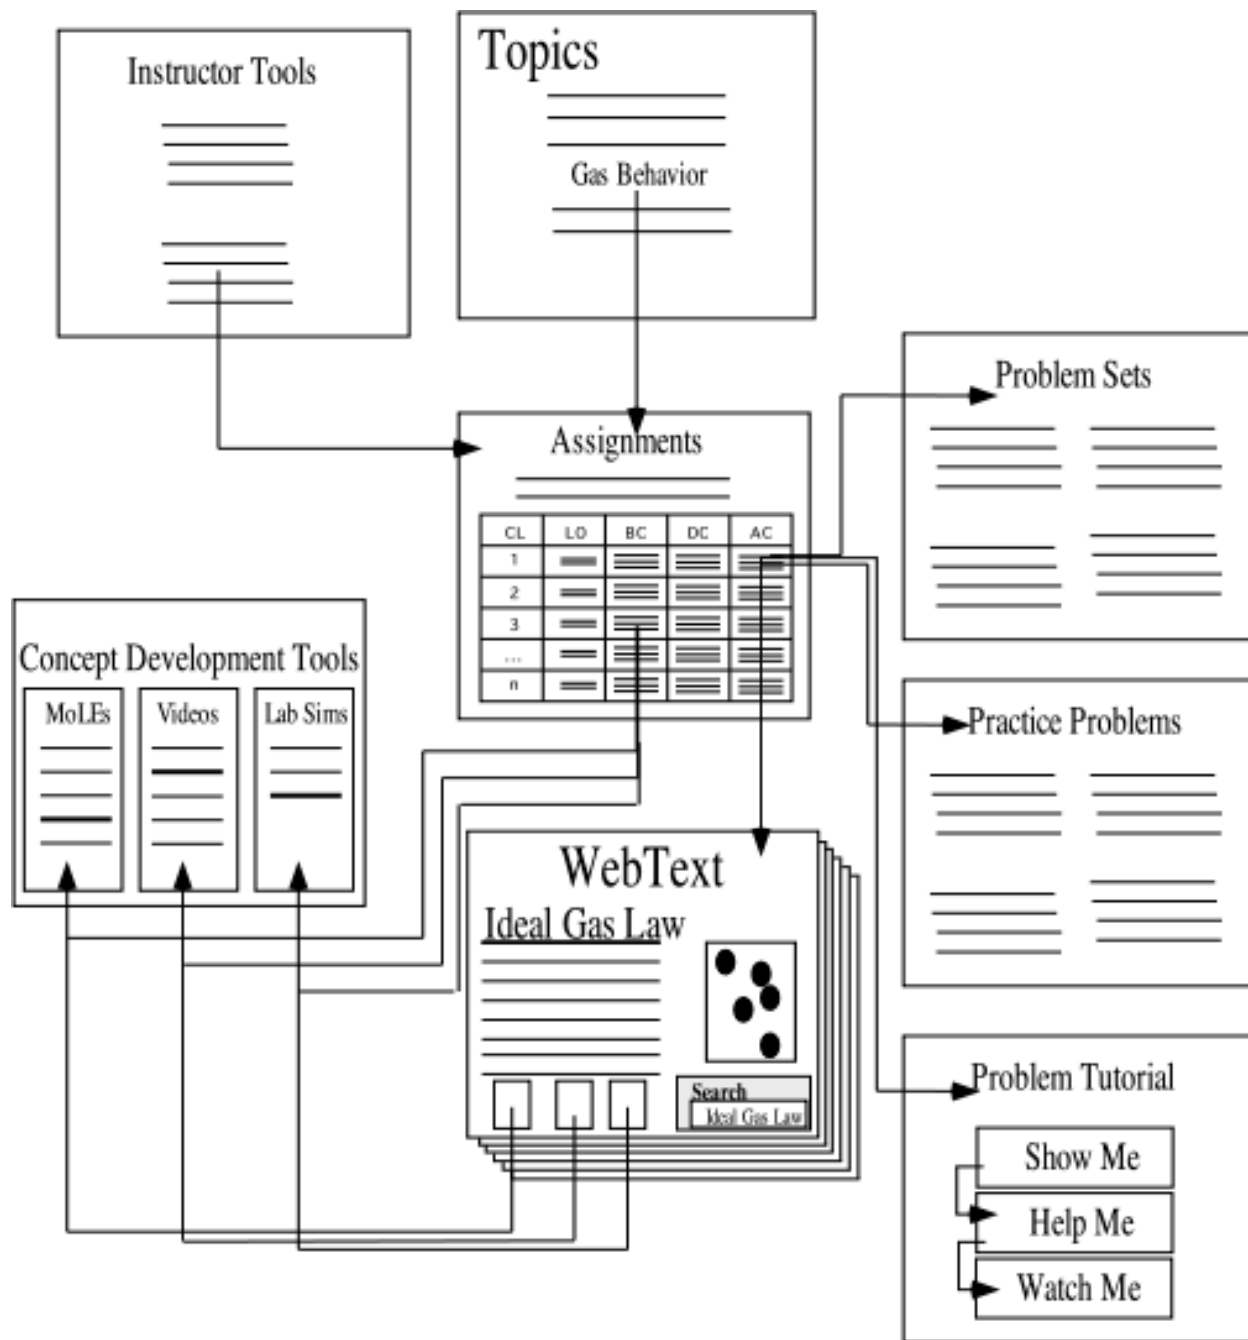 Instructor Tools
Topics
Gas Behavior
Assignments
CL LO BC DC AC
1
2
3
...
n
Problem Sets
Concept Development Tools
MoLEs Videos Lab Sims
Practice Problems
WebText
Ideal Gas Law
Search
Ideal Gas Law
Problem Tutorial
Show Me
Help Me
Watch Me